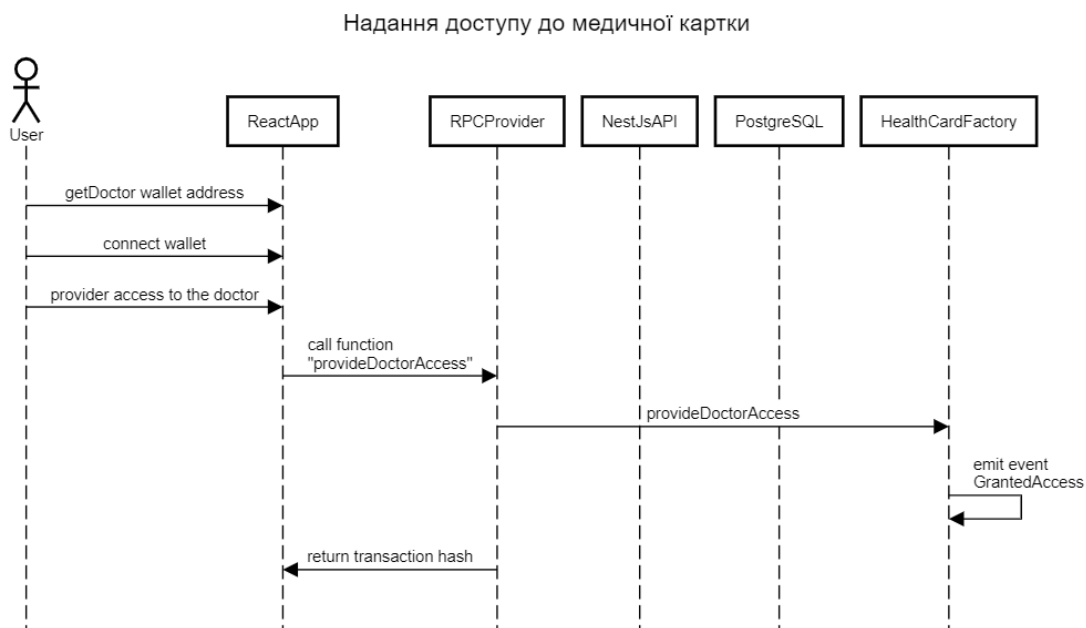 Надання доступу до медичної картки
User
ReactApp
RPCProvider
NestJsAPI
PostgreSQL
HealthCardFactory
getDoctor wallet address
connect wallet
provider access to the doctor
call function
"provideDoctorAccess"
provideDoctorAccess
emit event
GrantedAccess
return transaction hash